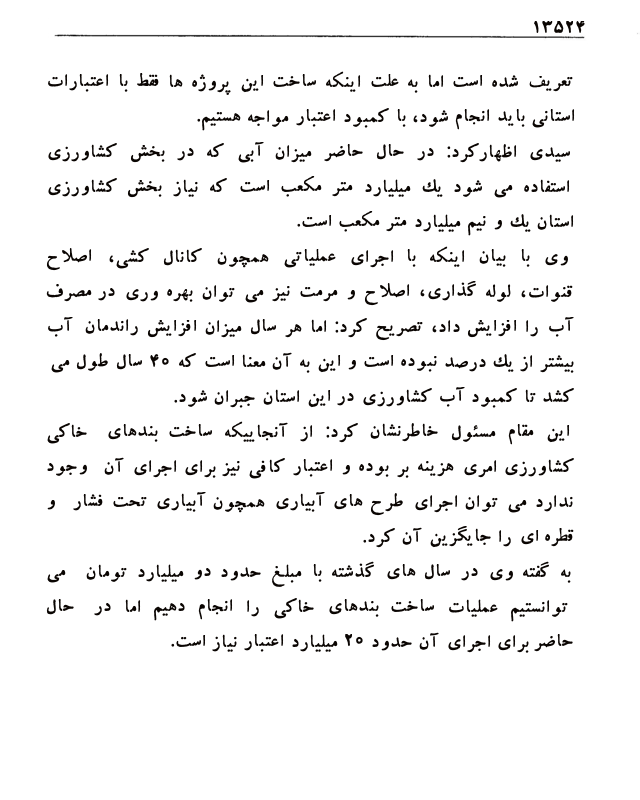 ۱۳۵۲۴
تعریف شده است اما به علت اینکه ساخت این پروژه ها فقط با اعتبارات
استانی باید انجام شود، با کمبود اعتبار مواجه هستیم.
سیدی اظهارکرد: در حال حاضر میزان آبی که در بخش کشاورزی
استفاده می شود یك میلیارد متر مکعب است که نیاز بخش کشاورزی
استان یك و نیم میلیارد متر مکعب است.
وی با بیان اینکه با اجرای عملیاتی همچون کانال کشی، اصلاح
قنوات، لوله گذاری، اصلاح و مرمت نیز می توان بهره وری در مصرف
آب را افزایش داد، تصریح کرد: اما هر سال میزان افزایش راندمان آب
بیشتر از یك درصد نبوده است و این به آن معنا است که ۴۰ سال طول می
کشد تا کمبود آب کشاورزی در این استان جبران شود.
این مقام مسئول خاطرنشان کرد: از آنجاییکه ساخت بندهای خاکی
کشاورزی امری هزینه بر بوده و اعتبار کافی نیز برای اجرای آن وجود
ندارد می توان اجرای طرح های آبیاری همچون آبیاری تحت فشار و
قطره ای را جایگزین آن کرد.
به گفته وی در سال های گذشته با مبلغ حدود دو میلیارد تومان می
توانستیم عملیات ساخت بندهای خاکی را انجام دهیم اما در حال
حاضر برای اجرای آن حدود ۲۵ میلیارد اعتبار نیاز است.